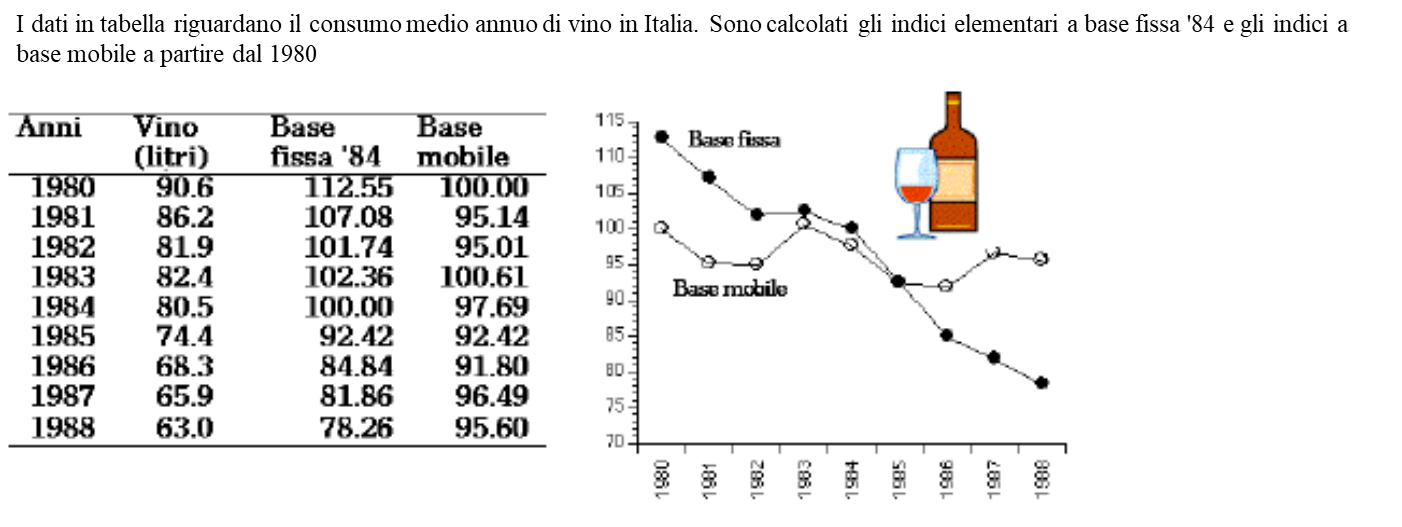 I dati in tabella riguardano il consumo medio annuo di vino in Italia. Sono calcolati gli indici elementari a base fissa '84 e gli indici a
base mobile a partire dal 1980
Anni Vino Base Base
(litri) fissa '84 mobile
1980 90.6 112.55 100.00
1981 86.2 107.08 95.14
1982 81.9 101.74 95.01
1983 82.4 102.36 100.61
1984 80.5 100.00 97.69
1985 74.4 92.42 92.42
1986 68.3 84.84 91.80
1987 65.9 81.86 96.49
1988 63.0 78.26 95.60
115
Base fissa
110
105
100
95
Base mobile
90
85
80
75
70
1980 1981 1982 1983 1984 1985 1986 1987 1988